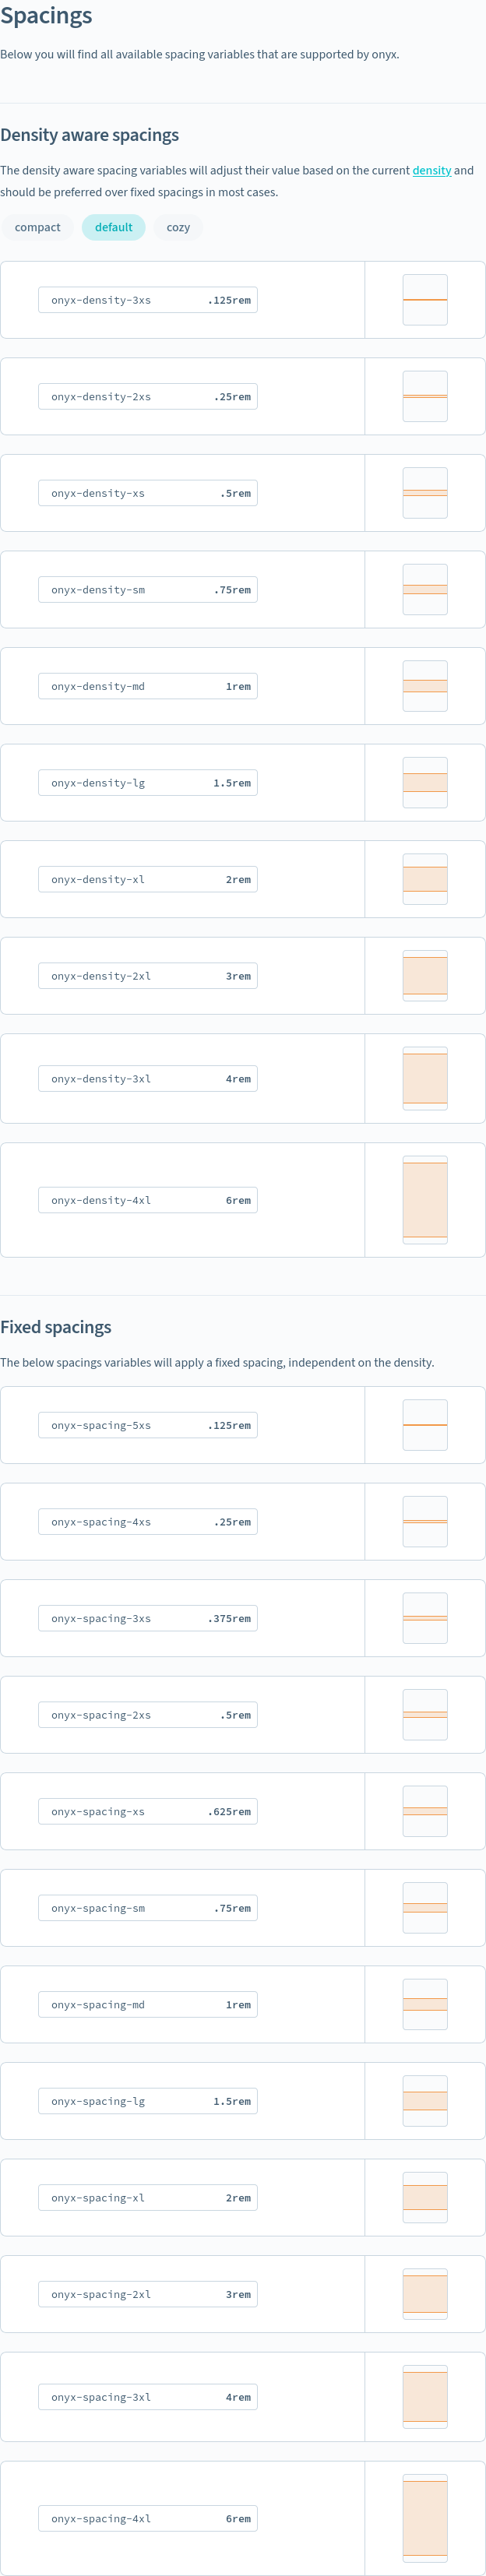 Spacings
Below you will find all available spacing variables that are supported by onyx.
Density aware spacings
The density aware spacing variables will adjust their value based on the current density and
should be preferred over fixed spacings in most cases.
compact default cozy
onyx-density-3xs .125rem
onyx-density-2xs .25rem
onyx-density-xs .5rem
onyx-density-sm .75rem
onyx-density-md 1rem
onyx-density-lg 1.5rem
onyx-density-xl 2rem
onyx-density-2xl 3rem
onyx-density-3xl 4rem
onyx-density-4xl 6rem
Fixed spacings
The below spacings variables will apply a fixed spacing, independent on the density.
onyx-spacing-5xs .125rem
onyx-spacing-4xs .25rem
onyx-spacing-3xs .375rem
onyx-spacing-2xs .5rem
onyx-spacing-xs .625rem
onyx-spacing-sm .75rem
onyx-spacing-md 1rem
onyx-spacing-lg 1.5rem
onyx-spacing-xl 2rem
onyx-spacing-2xl 3rem
onyx-spacing-3xl 4rem
onyx-spacing-4xl 6rem